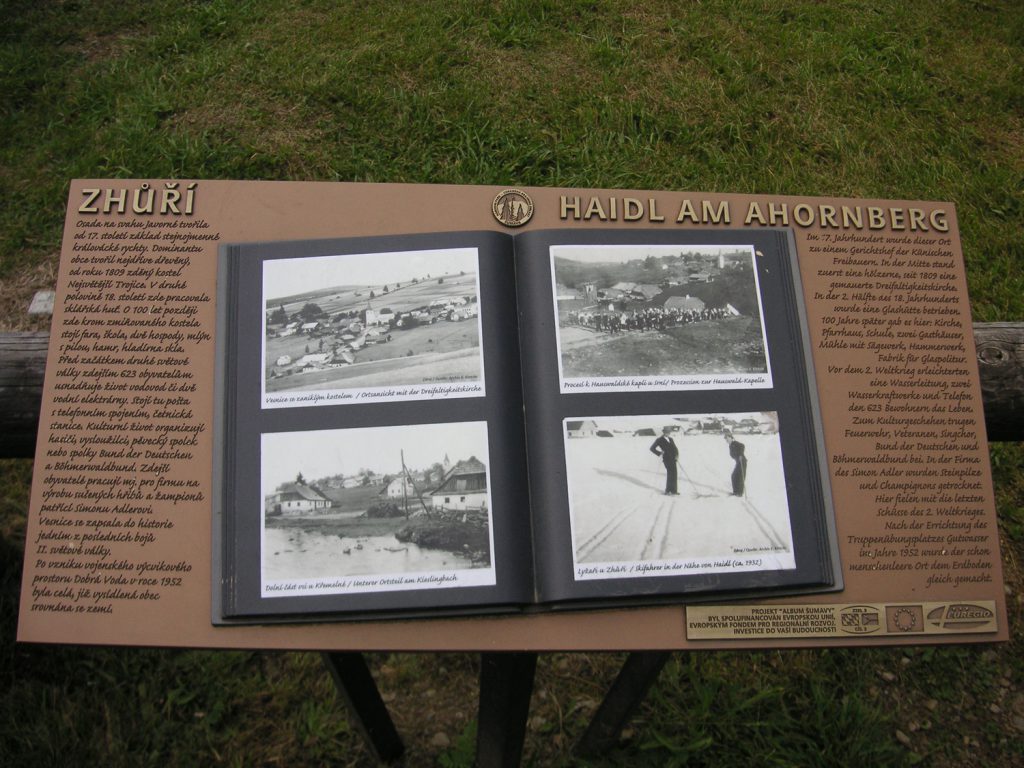 ZHŮŘÍ
Osada na svahu Javorné tvořila
od 17. století základ stejnojmenné
královácké rychty. Dominantu
obce tvořil nejdříve dřevěný,
od roku 1809 zděný kostel
Nejsvětější Trojice. V druhé
polovině 18. století zde pracovala
sklářská huť. O 100 let později
zde krom zmiňovaného kostela
stojí fara, škola, dvě hospody, mlýn
s pilou, hamr, kladírna skla.
Před začátkem druhé světové
války zdejším 623 obyvatelům
usnadňuje život vodovod či dvě
vodní elektrárny. Stojí tu pošta
s telefonním spojením, četnická
stanice. Kulturní život organizují
hasiči, vysloužilci, pěvecký spolek
nebo spolky Bund der Deutschen
a Böhmerwaldbund. Zdejší
obyvatelé pracují mj. pro firmu na
výrobu sušených hřibů a žampionů
patřící Simonu Adlerovi.
Vesnice se zapsala do historie
jedním z posledních bojů
II. světové války.
Po vzniku vojenského výcvikového
prostoru Dobrá Voda v roce 1952
byla celá, již vysídlená obec
srovnána se zemí.
Vesnice se zaniklým kostelem / Ortsansicht mit der Dreifaltigkeitskirche
Dolní část vsi u Křemelné / Unterer Ortsteil am Kieslingbach
Procesí k Hauswaldské kapli u Srní / Prozession zur Hauswald-Kapelle
Lyžaři u Zhůří / Skifahrer in der Nähe von Haidl (ca. 1932)
HAIDL AM AHORNBERG
Im 17. Jahrhundert wurde dieser Ort
zu einem Gerichtshof der Künischen
Freibauern. In der Mitte stand
zuerst eine hölzerne, seit 1809 eine
gemauerte Dreifaltigkeitskirche.
In der 2. Hälfte des 18. Jahrhunderts
wurde eine Glashütte betrieben.
100 Jahre später gab es hier: Kirche,
Pfarrhaus, Schule, zwei Gasthäuser,
Mühle mit Sägewerk, Hammerwerk,
Fabrik für Glaspolitur.
Vor dem 2. Weltkrieg erleichterten
eine Wasserleitung, zwei
Wasserkraftwerke und Telefon
den 623 Bewohnern das Leben.
Zum Kulturgeschehen trugen
Feuerwehr, Veteranen, Singchor,
Bund der Deutschen und
Böhmerwaldbund bei. In der Firma
des Simon Adler wurden Steinpilze
und Champignons getrocknet.
Hier fielen mit die letzten
Schüsse des 2. Weltkrieges.
Nach der Errichtung des
Truppenübungsplatzes Gutwasser
im Jahre 1952 wurde der schon
menschenleere Ort dem Erdboden
gleich gemacht.
PROJEKT "ALBUM ŠUMAVY"
BYL SPOLUFINANCOVÁN EVROPSKOU UNIÍ,
EVROPSKÝM FONDEM PRO REGIONÁLNÍ ROZVOJ.
INVESTICE DO VAŠÍ BUDOUCNOSTI
EUREGIO